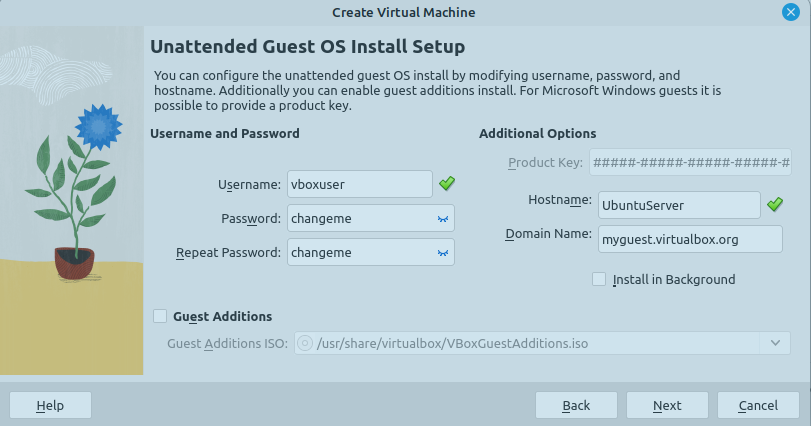 Create Virtual Machine
Unattended Guest OS Install Setup
You can configure the unattended guest OS install by modifying username, password, and
hostname. Additionally you can enable guest additions install. For Microsoft Windows guests it is
possible to provide a product key.
Username and Password
Username: vboxuser
Password: changeme
Repeat Password: changeme
Additional Options
Product Key: #####-#####-#####-#####-#
Hostname: UbuntuServer
Domain Name: myguest.virtualbox.org
Install in Background
Guest Additions
Guest Additions ISO: /usr/share/virtualbox/VBoxGuestAdditions.iso
Help
Back
Next
Cancel